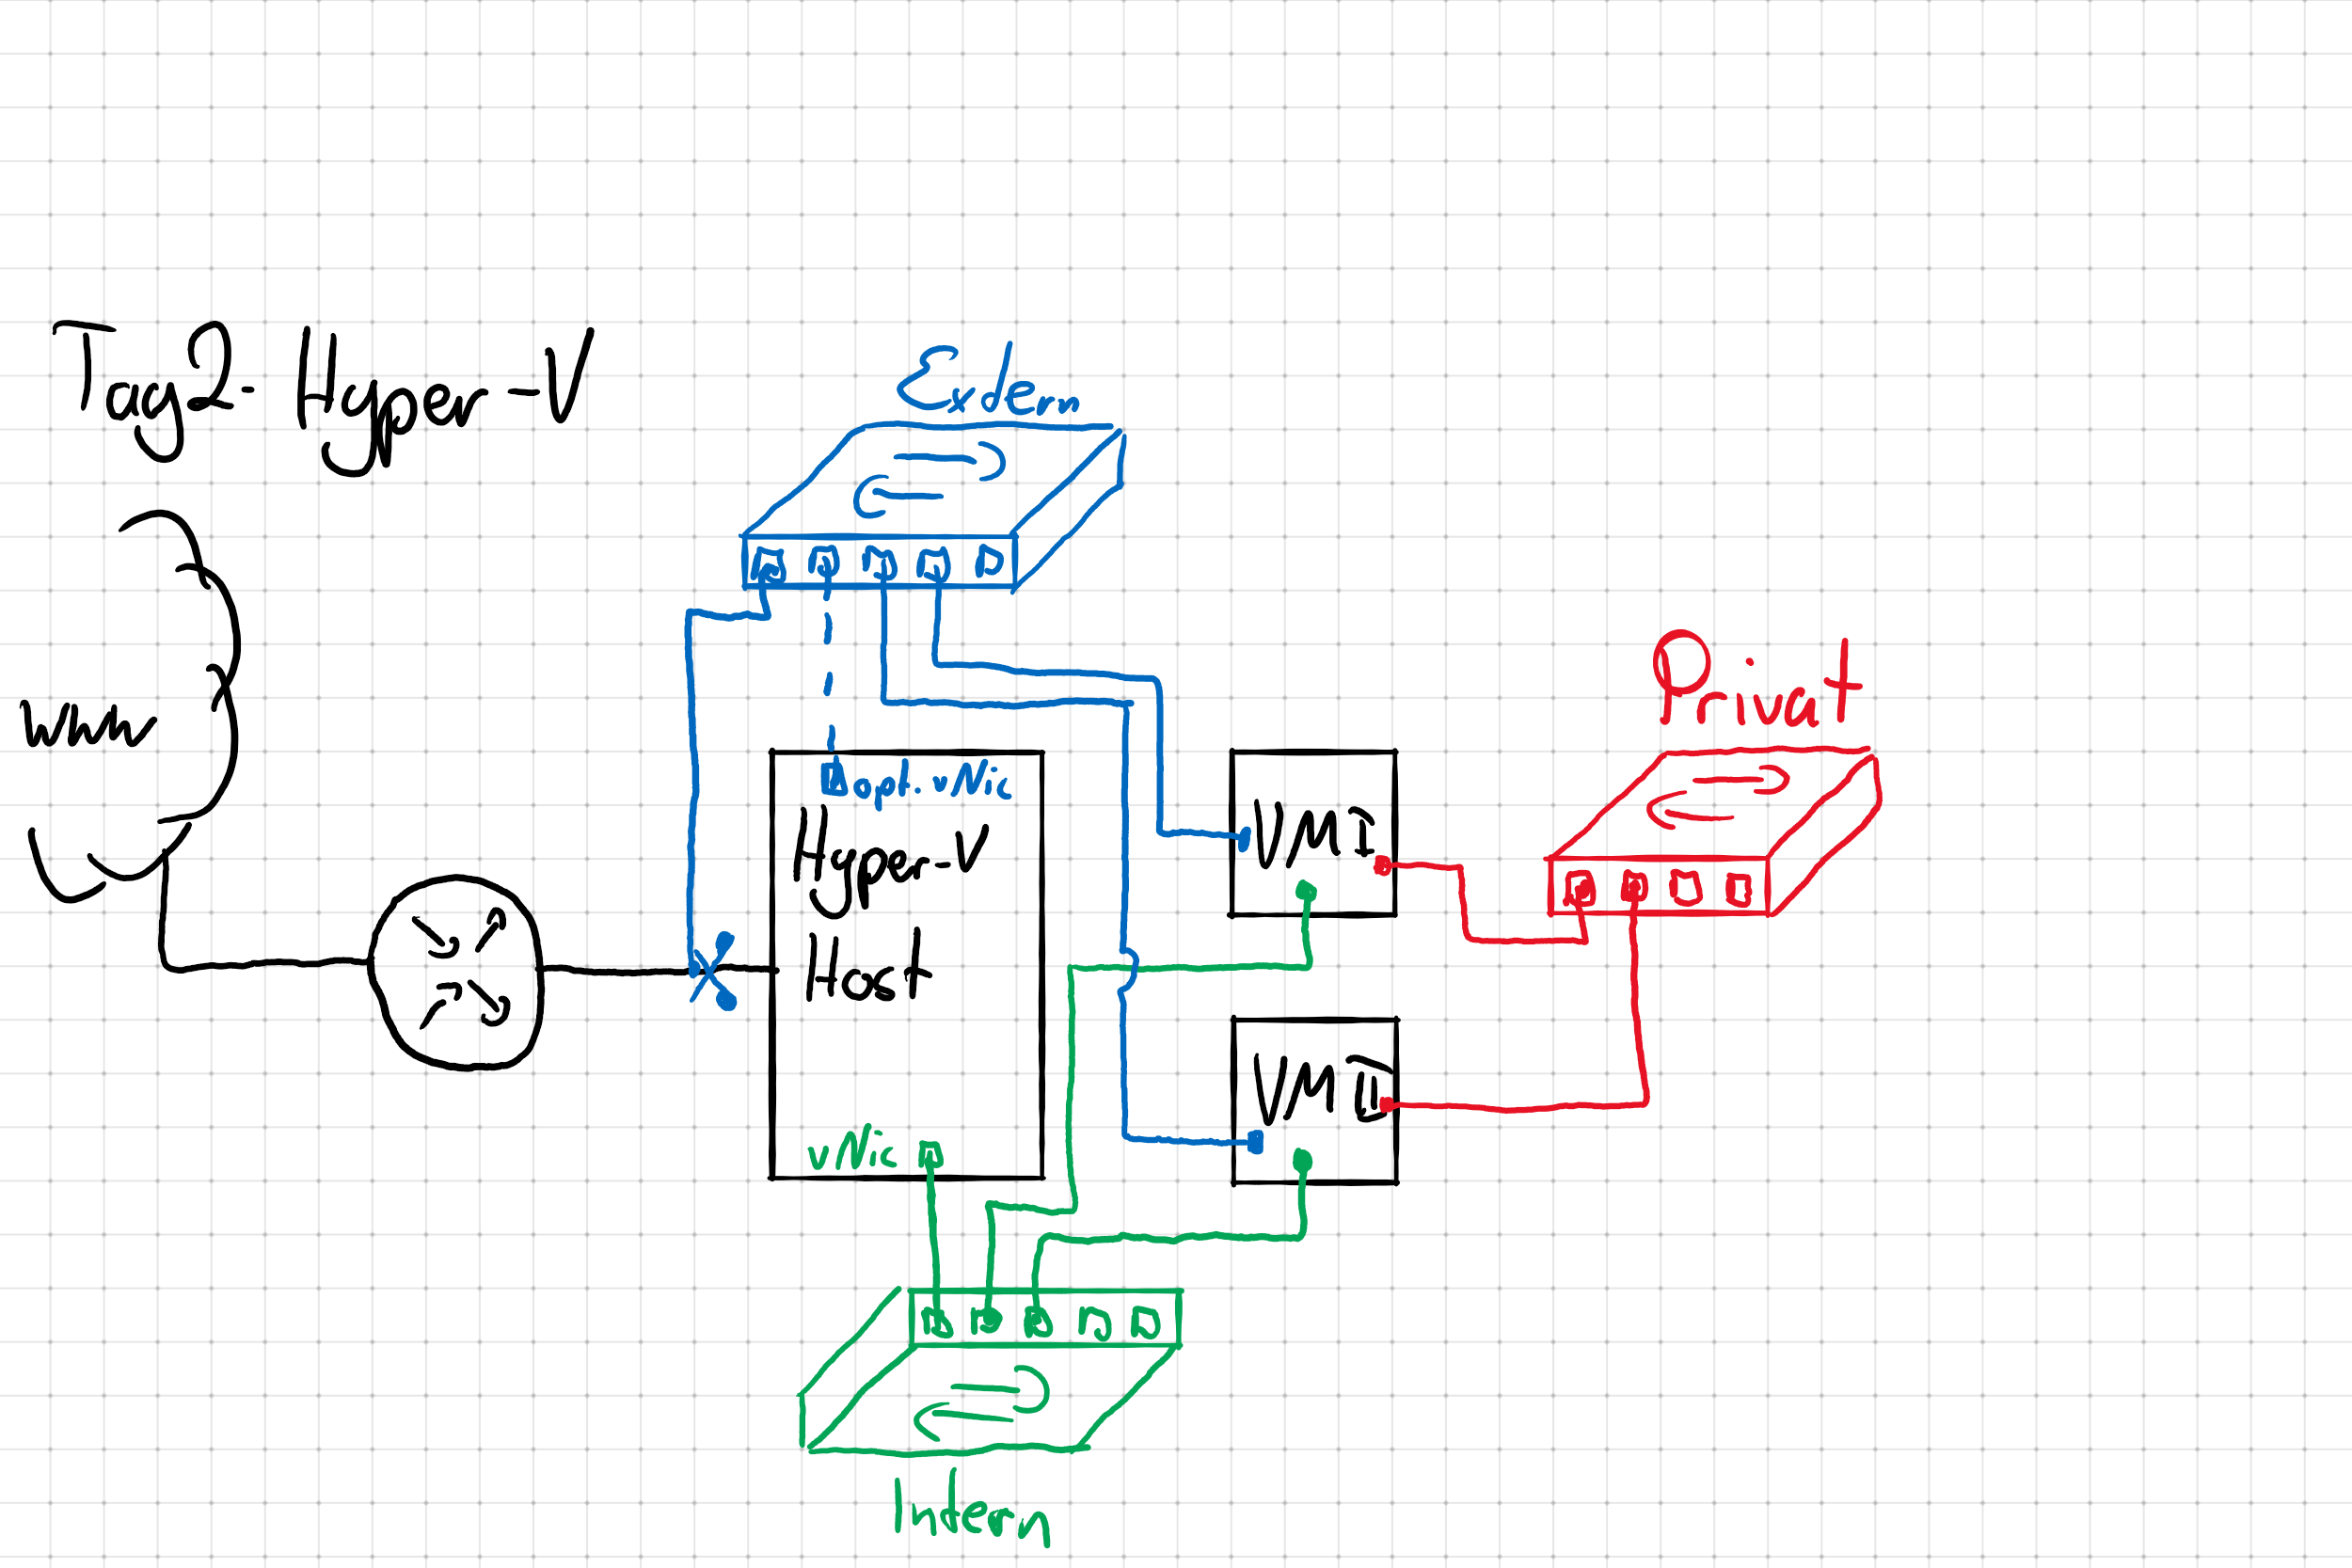 Tag2- Hyper-V
Extern
www
Privat
opt. vNic
Hyper-V
Host
VM I
VM II
vNic
Intern